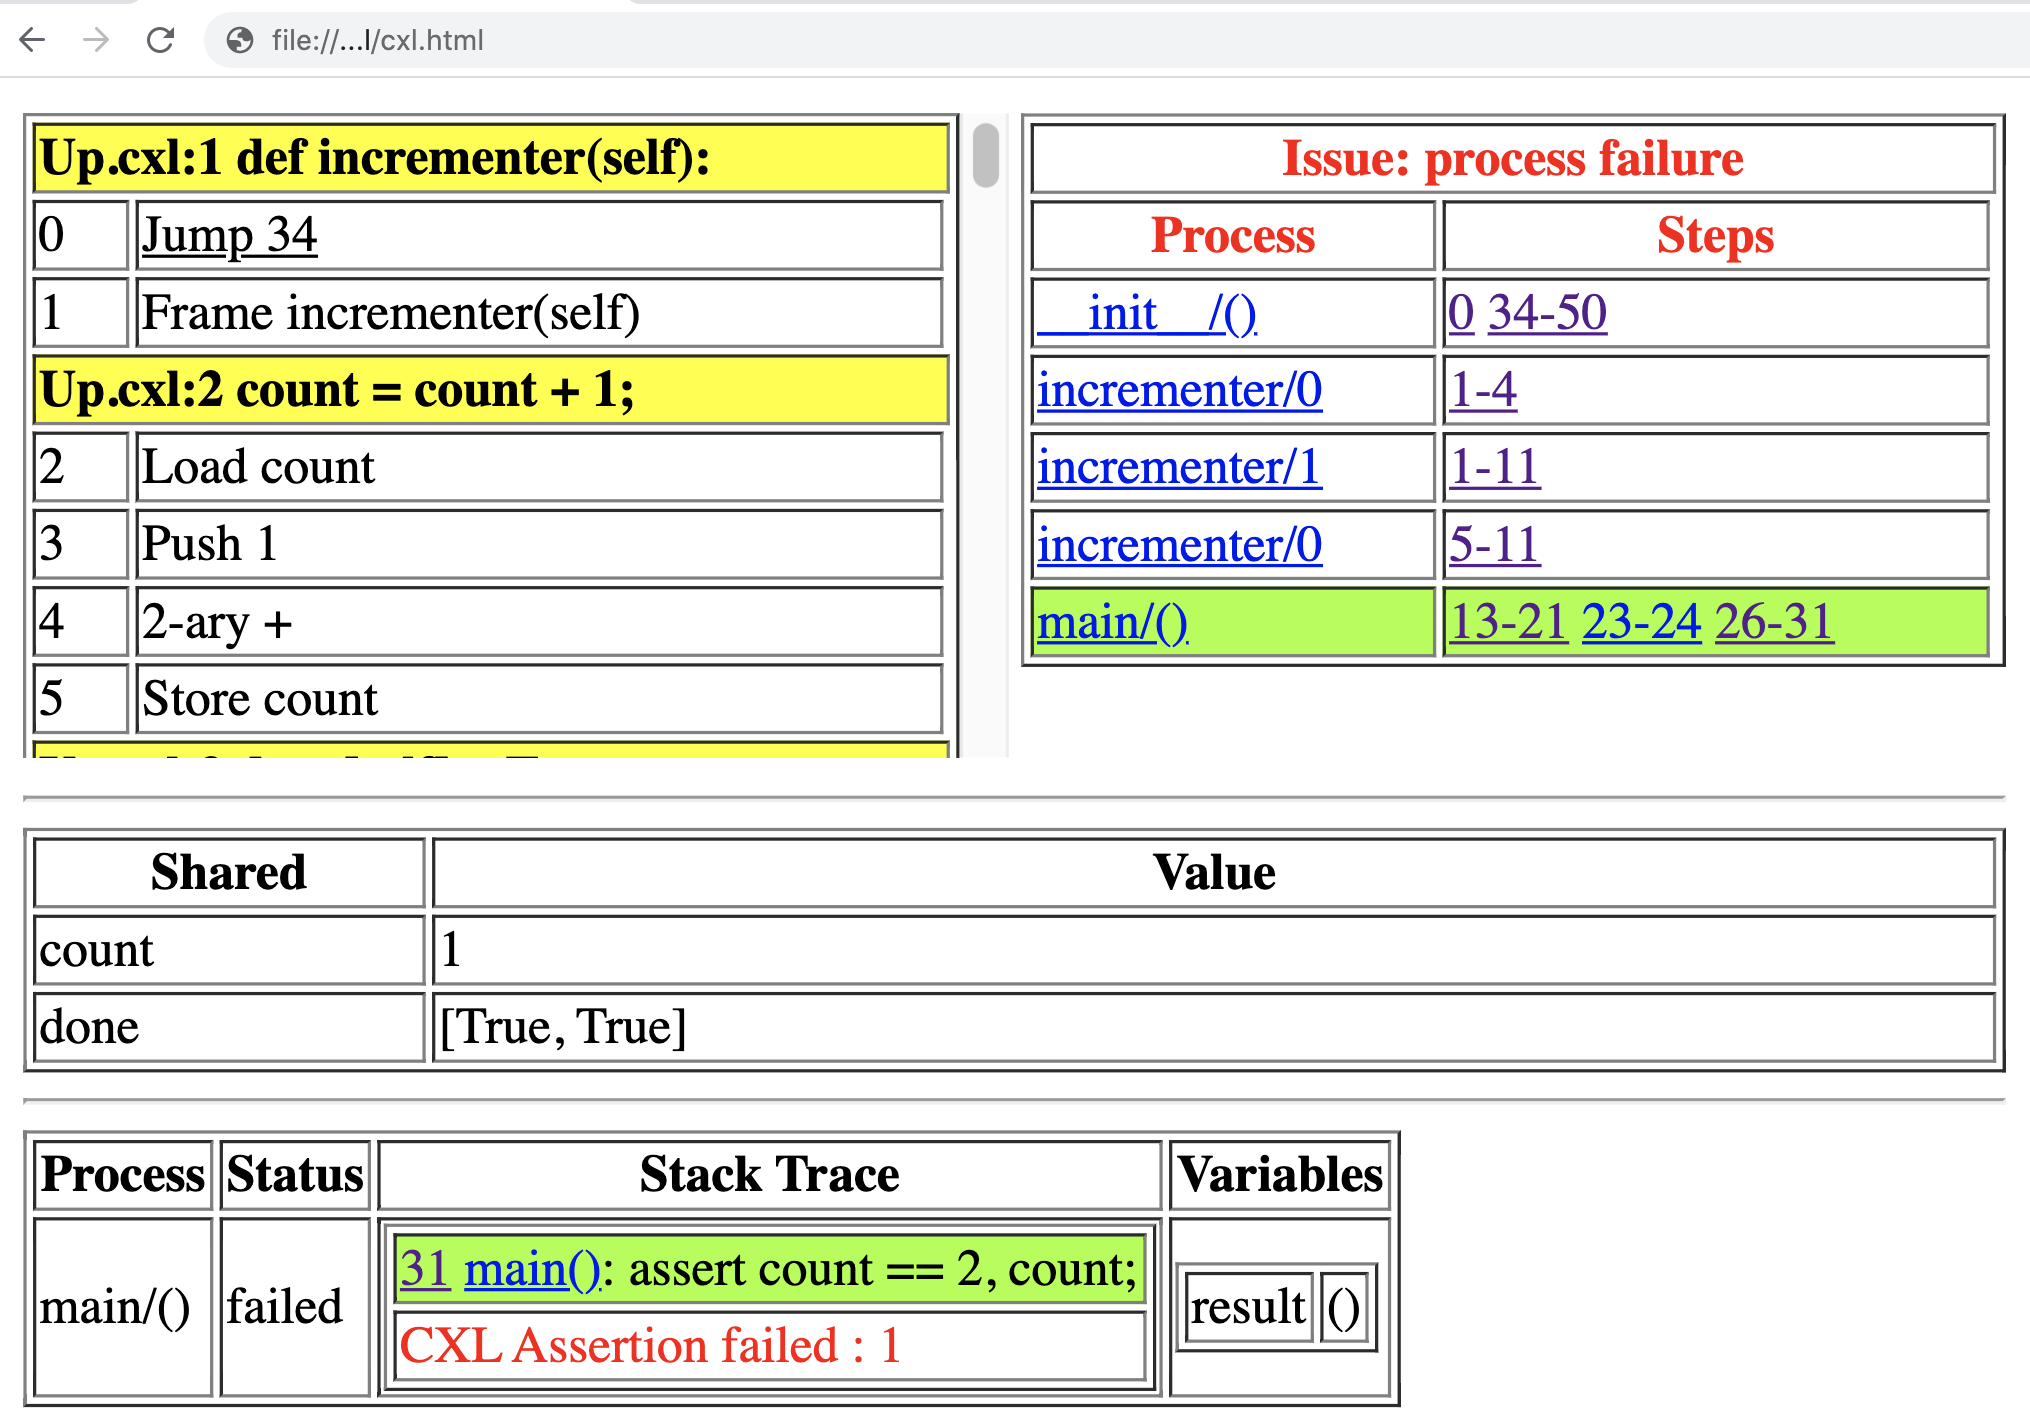 file://...l/cxl.html
Up.cxl:1 def incrementer(self):
0 Jump 34
1 Frame incrementer(self)
Up.cxl:2 count = count + 1;
2 Load count
3 Push 1
4 2-ary +
5 Store count
Issue: process failure
Process Steps
__init__/() 0 34-50
incrementer/0 1-4
incrementer/1 1-11
incrementer/0 5-11
main/() 13-21 23-24 26-31
Shared Value
count 1
done [True, True]
Process Status Stack Trace Variables
31 main(): assert count == 2, count;
main/() failed result ()
CXL Assertion failed : 1